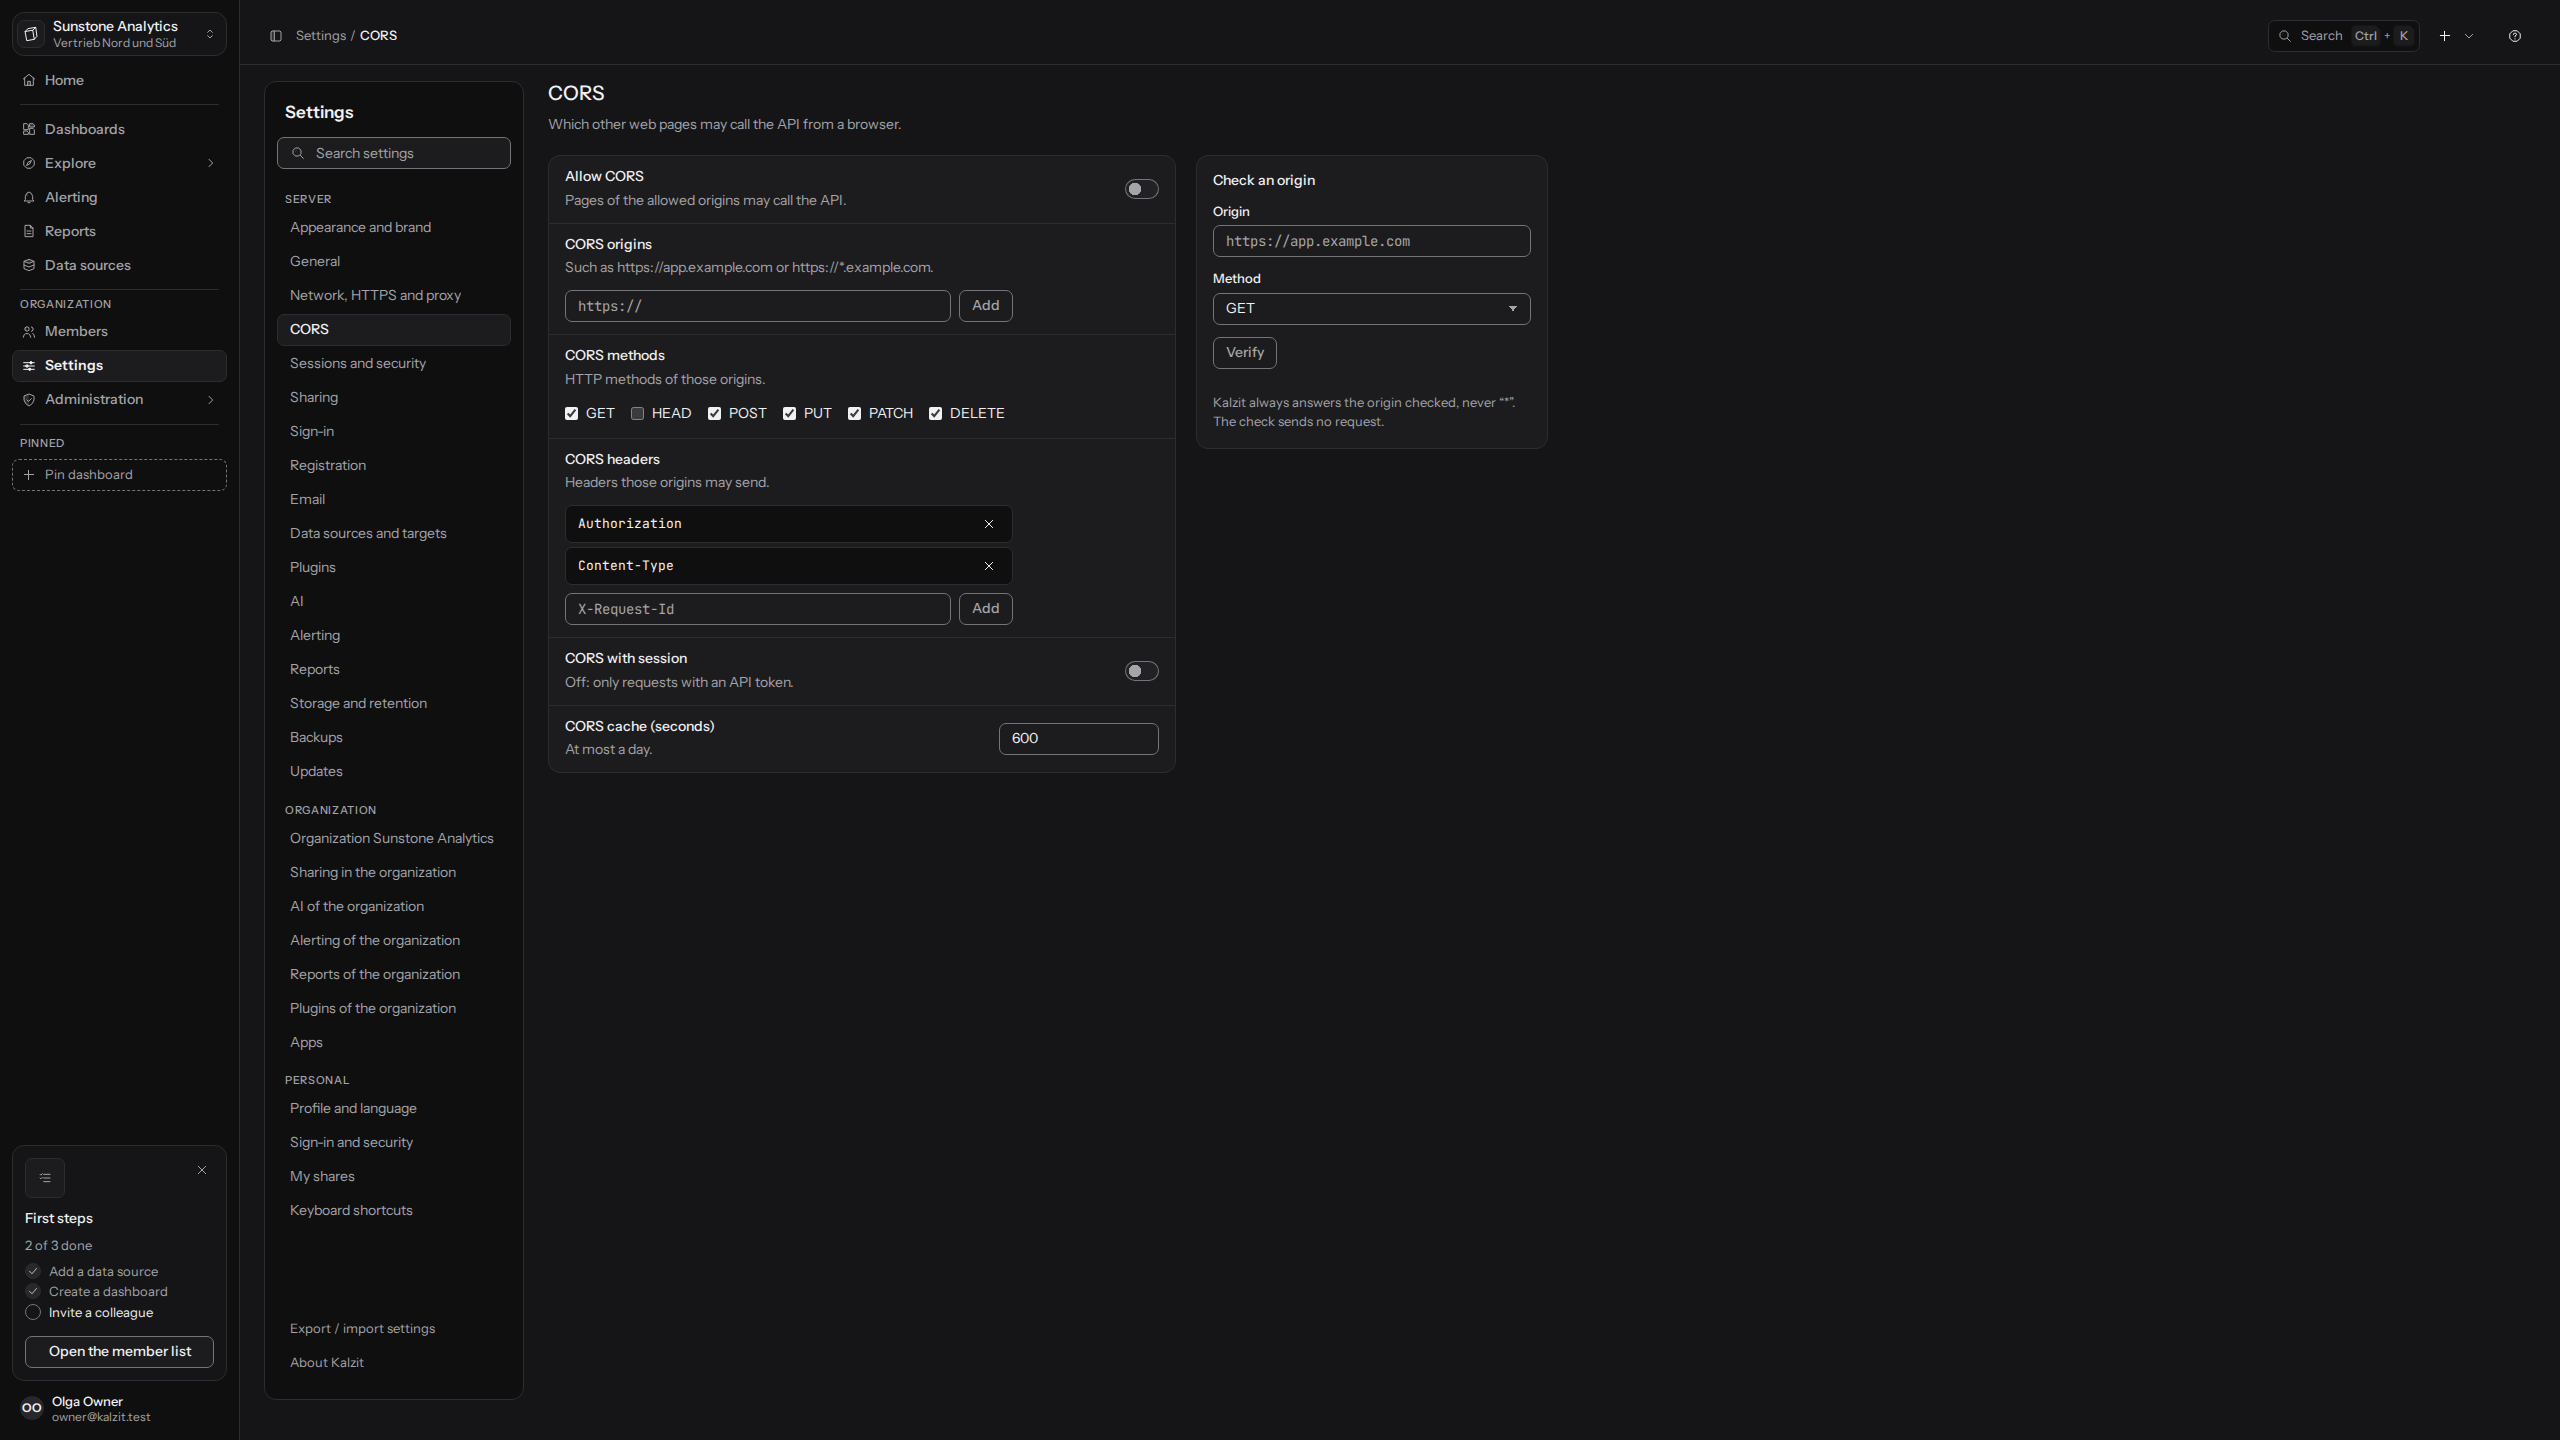 Sunstone Analytics
Vertrieb Nord und Süd
Home
Dashboards
Explore
Alerting
Reports
Data sources
ORGANIZATION
Members
Settings
Administration
PINNED
Pin dashboard
First steps
2 of 3 done
Add a data source
Create a dashboard
Invite a colleague
Open the member list
OO
Olga Owner
owner@kalzit.test
Settings / CORS
Search Ctrl + K
Settings
Search settings
SERVER
Appearance and brand
General
Network, HTTPS and proxy
CORS
Sessions and security
Sharing
Sign-in
Registration
Email
Data sources and targets
Plugins
AI
Alerting
Reports
Storage and retention
Backups
Updates
ORGANIZATION
Organization Sunstone Analytics
Sharing in the organization
AI of the organization
Alerting of the organization
Reports of the organization
Plugins of the organization
Apps
PERSONAL
Profile and language
Sign-in and security
My shares
Keyboard shortcuts
Export / import settings
About Kalzit
CORS
Which other web pages may call the API from a browser.
Allow CORS
Pages of the allowed origins may call the API.
CORS origins
Such as https://app.example.com or https://*.example.com.
https:// Add
CORS methods
HTTP methods of those origins.
GET HEAD POST PUT PATCH DELETE
CORS headers
Headers those origins may send.
Authorization
Content-Type
X-Request-Id Add
CORS with session
Off: only requests with an API token.
CORS cache (seconds)
At most a day.
600
Check an origin
Origin
https://app.example.com
Method
GET
Verify
Kalzit always answers the origin checked, never “*”.
The check sends no request.